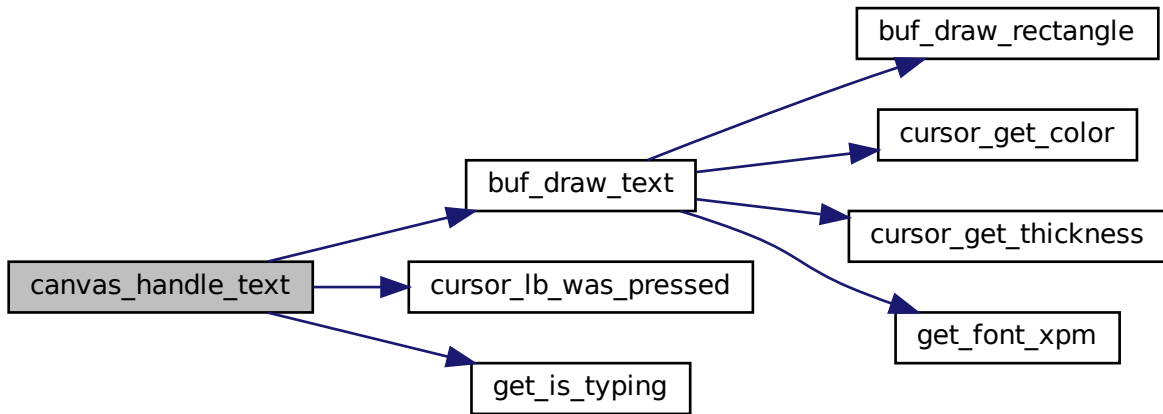 canvas_handle_text
buf_draw_text
buf_draw_rectangle
cursor_get_color
cursor_get_thickness
get_font_xpm
cursor_lb_was_pressed
get_is_typing